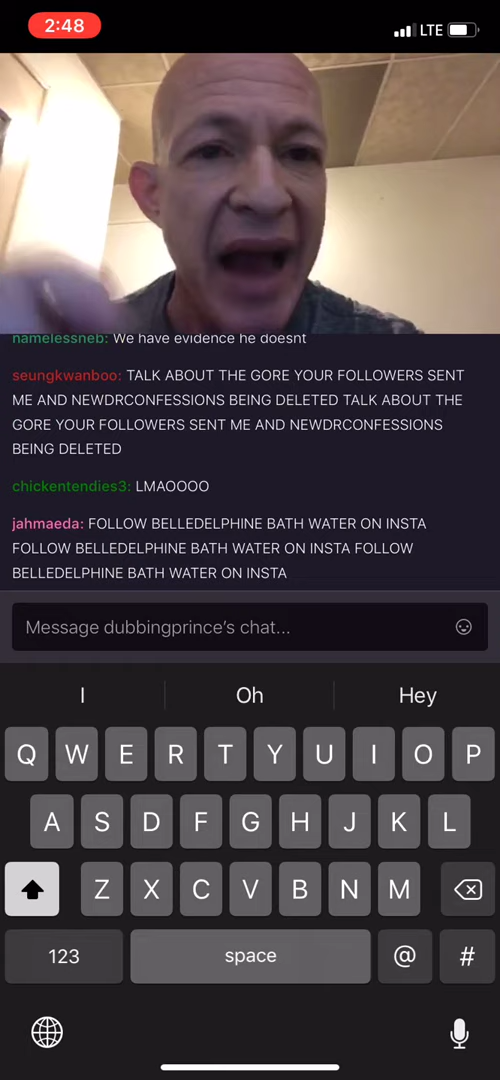 2:48
LTE
namelessneb: We have evidence he doesnt
seungkwanboo: TALK ABOUT THE GORE YOUR FOLLOWERS SENT
ME AND NEWDRCONFESSIONS BEING DELETED TALK ABOUT THE
GORE YOUR FOLLOWERS SENT ME AND NEWDRCONFESSIONS
BEING DELETED
chickentendies3: LMAOOOO
jahmaeda: FOLLOW BELLEDELPHINE BATH WATER ON INSTA
FOLLOW BELLEDELPHINE BATH WATER ON INSTA FOLLOW
BELLEDELPHINE BATH WATER ON INSTA
Message dubbingprince's chat...
I Oh Hey
Q W E R T Y U I O P
A S D F G H J K L
Z X C V B N M
123 space @ #